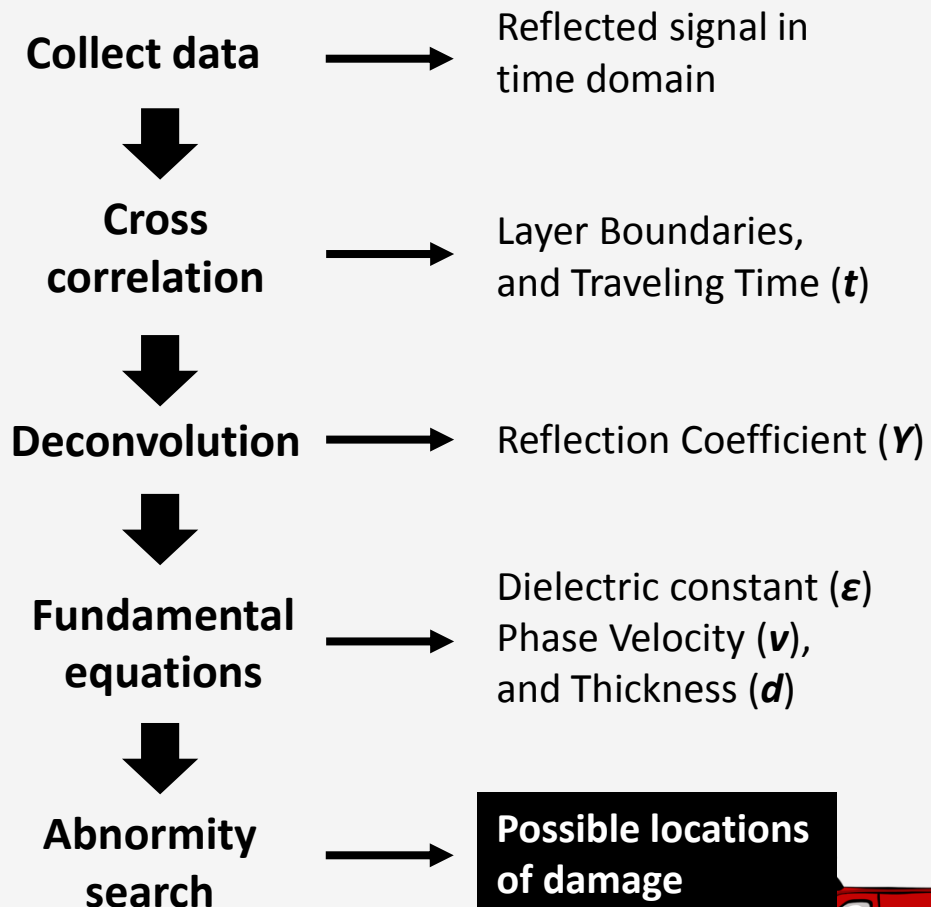 Collect data
Reflected signal in
time domain
Cross
correlation
Layer Boundaries,
and Traveling Time (t)
Deconvolution
Reflection Coefficient (Y)
Fundamental
equations
Dielectric constant (ε)
Phase Velocity (v),
and Thickness (d)
Abnormity
search
Possible locations
of damage